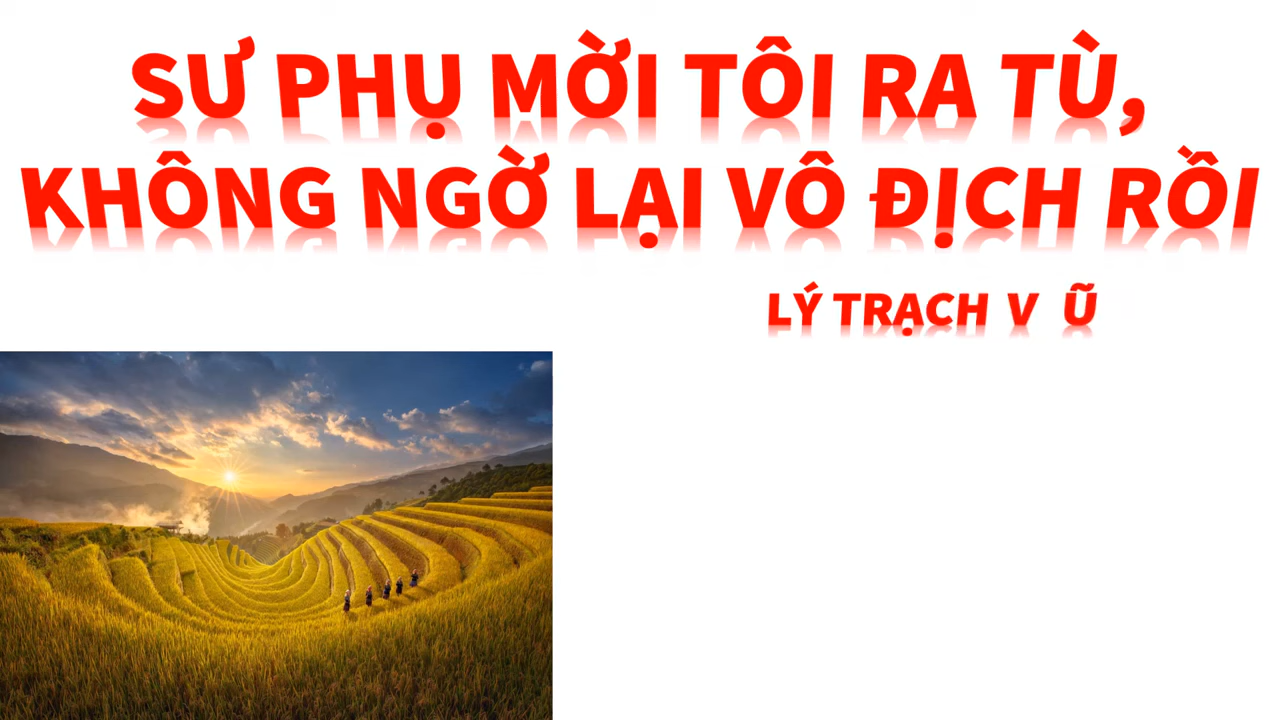 SƯ PHỤ MỜI TÔI RA TÙ,
KHÔNG NGỜ LẠI VÔ ĐỊCH RỒI
LÝ TRẠCH V Ũ